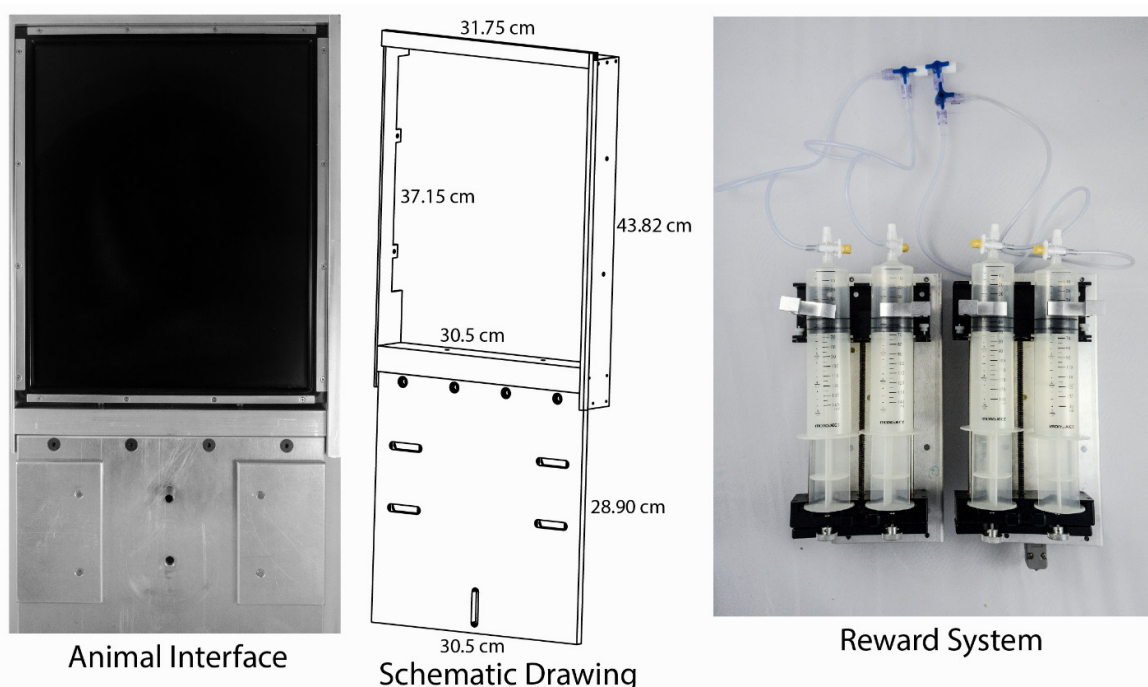 31.75 cm
37.15 cm
43.82 cm
30.5 cm
28.90 cm
30.5 cm
Animal Interface
Schematic Drawing
Reward System